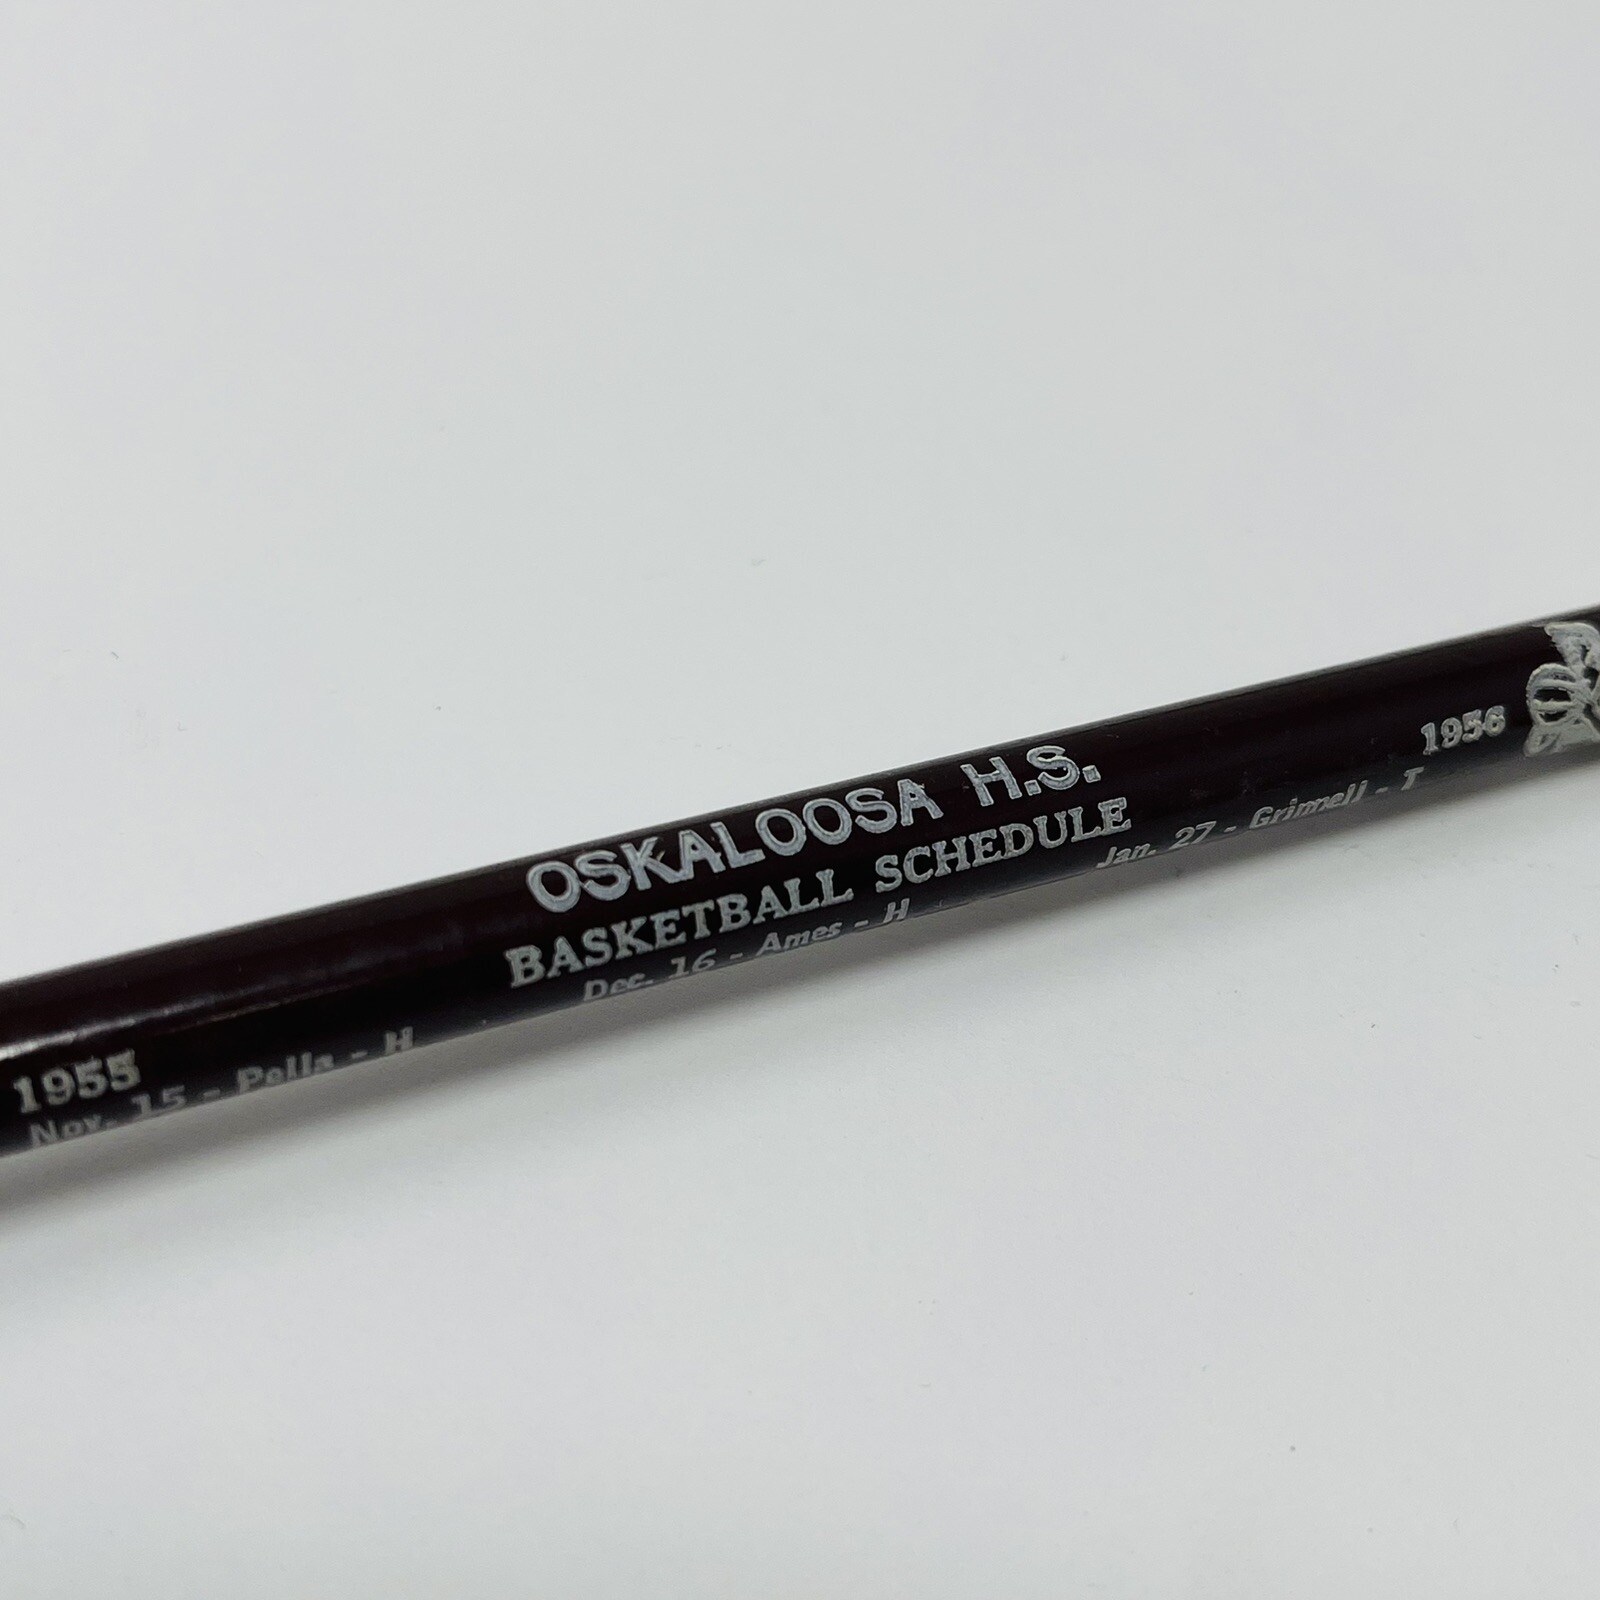 OSKALOOSA H.S.
BASKETBALL SCHEDULE
1955
1956
Nov. 15 - Pella - H
Dec. 16 - Ames - H
Jan. 27 - Grinnell - T